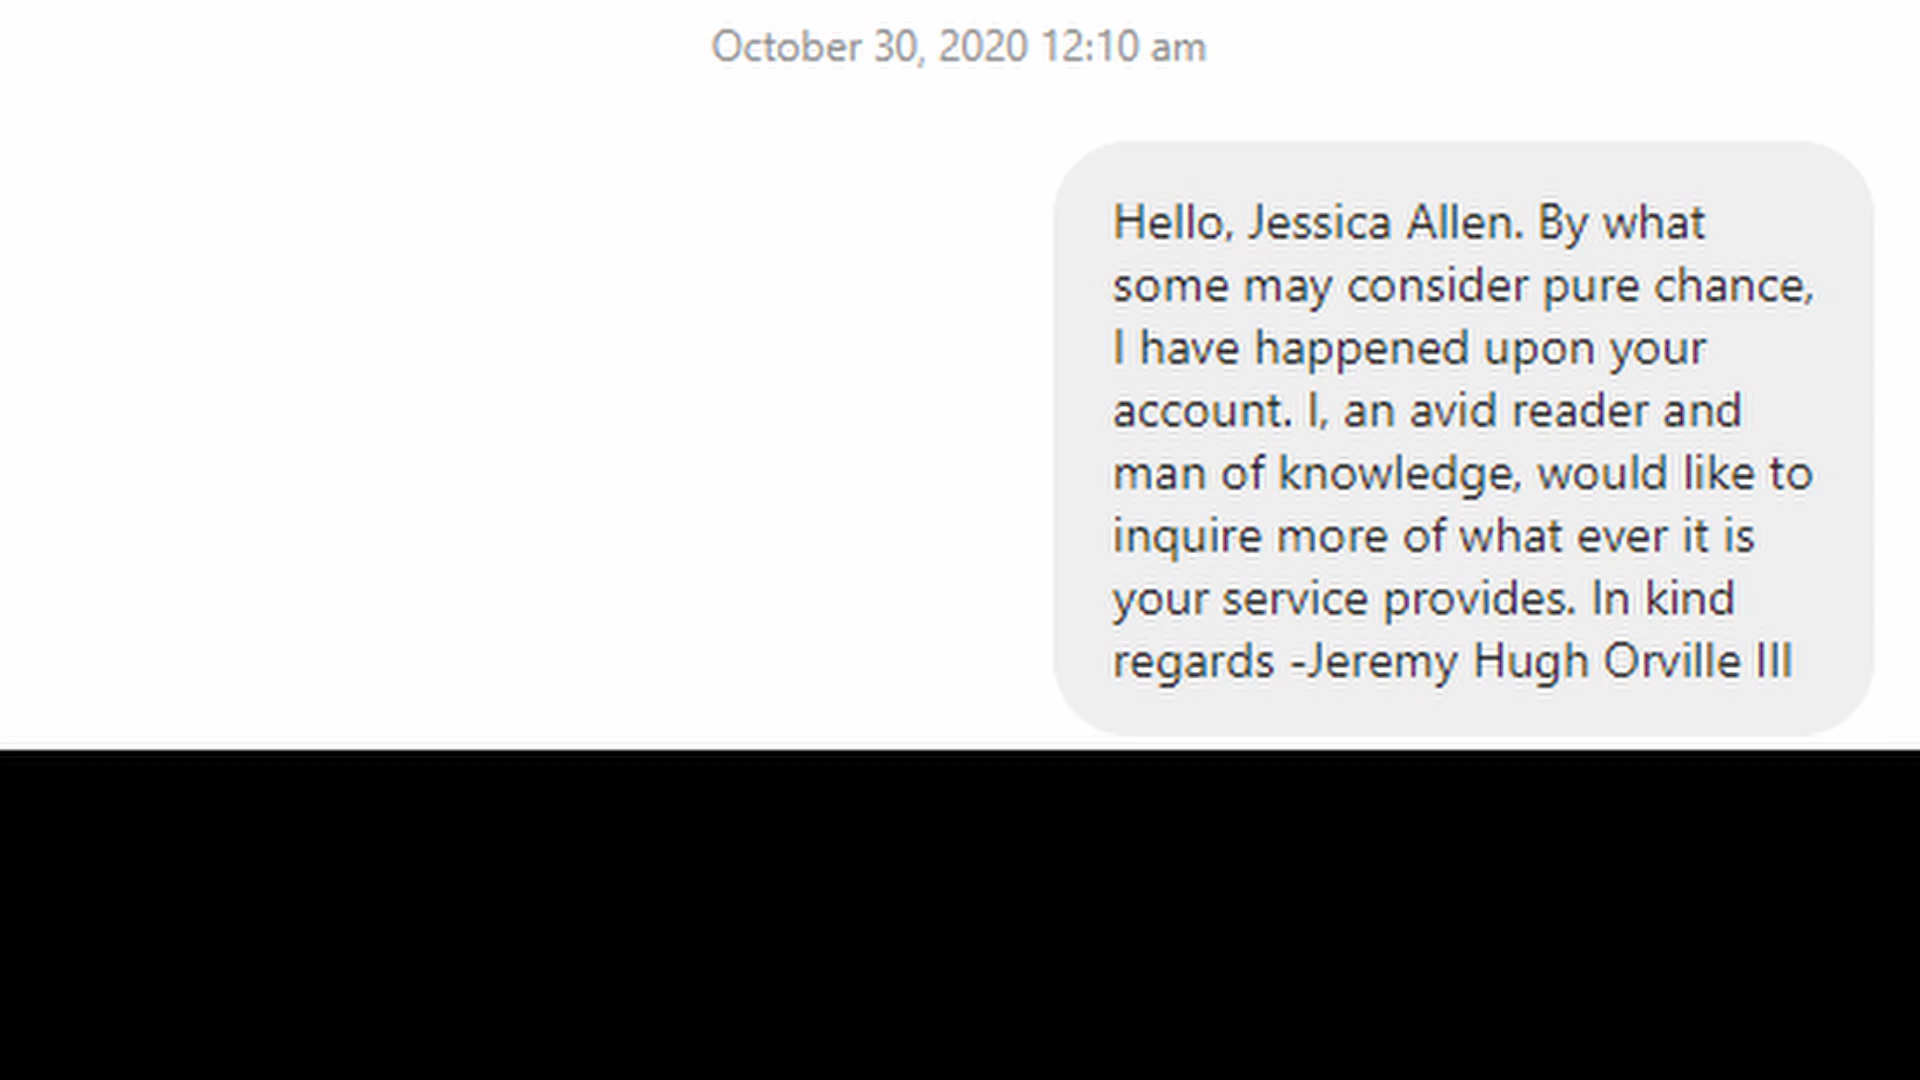 October 30, 2020 12:10 am
Hello, Jessica Allen. By what
some may consider pure chance,
I have happened upon your
account. I, an avid reader and
man of knowledge, would like to
inquire more of what ever it is
your service provides. In kind
regards -Jeremy Hugh Orville III